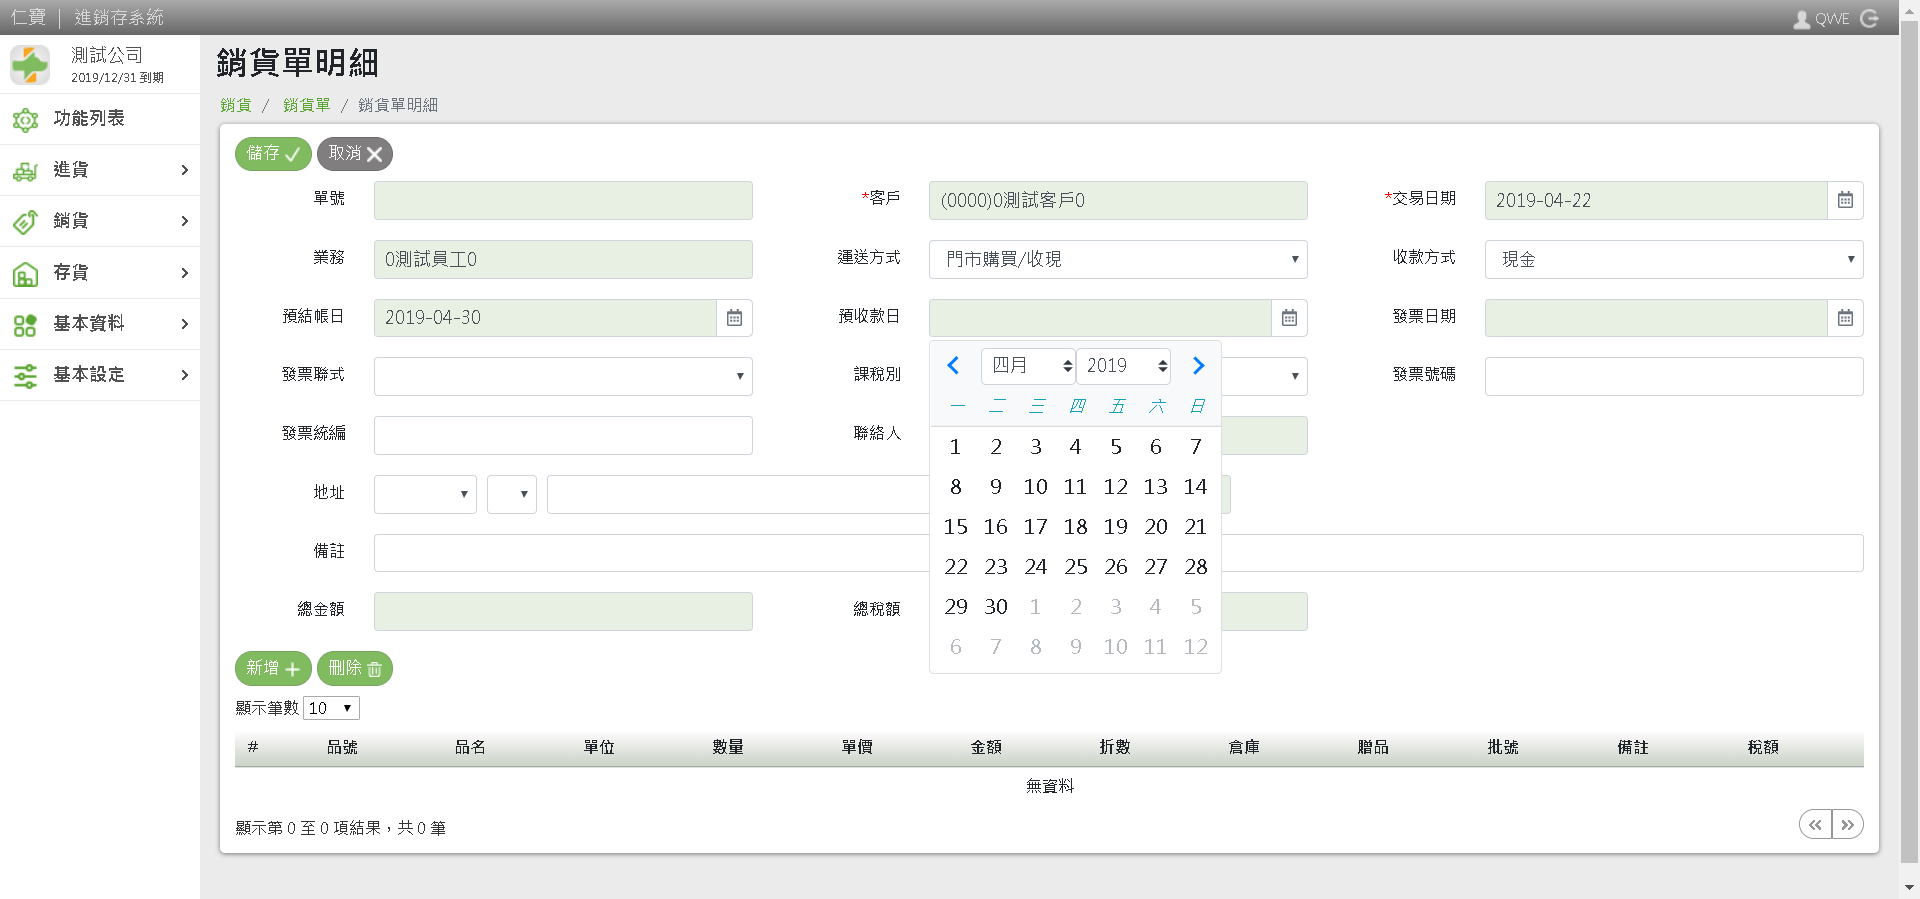 仁寶 | 進銷存系統
QWE
測試公司
2019/12/31 到期
功能列表
進貨
銷貨
存貨
基本資料
基本設定
銷貨單明細
銷貨 / 銷貨單 / 銷貨單明細
儲存 取消
單號 *客戶 (0000)0測試客戶0 *交易日期 2019-04-22
業務 0測試員工0 運送方式 門市購買/收現 收款方式 現金
預結帳日 2019-04-30 預收款日 發票日期
發票聯式 課稅別 發票號碼
發票統編 聯絡人
地址
備註
總金額 總稅額
四月 2019
一 二 三 四 五 六 日
1 2 3 4 5 6 7
8 9 10 11 12 13 14
15 16 17 18 19 20 21
22 23 24 25 26 27 28
29 30 1 2 3 4 5
6 7 8 9 10 11 12
新增 刪除
顯示筆數 10
# 品號 品名 單位 數量 單價 金額 折數 倉庫 贈品 批號 備註 稅額
無資料
顯示第 0 至 0 項結果，共 0 筆
« »